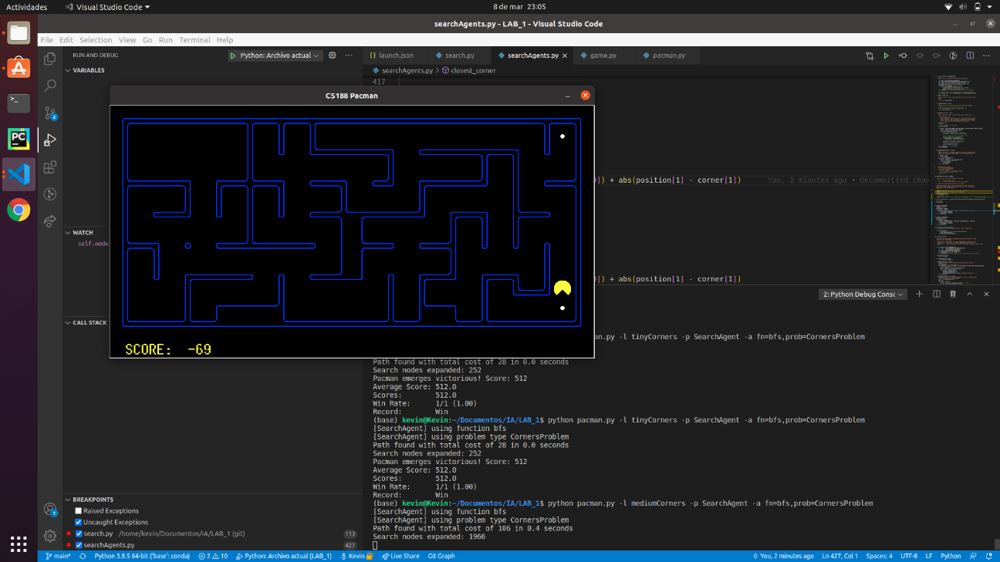 Actividades
Visual Studio Code
8 de mar 23:05
searchAgents.py - LAB_1 - Visual Studio Code
File Edit Selection View Go Run Terminal Help
RUN AND DEBUG
Python: Archivo actual
launch.json
search.py
searchAgents.py
game.py
pacman.py
VARIABLES
searchAgents.py > closest_corner
417
CS188 Pacman
]) + abs(position[1] - corner[1])
You, 2 minutes ago • Uncommitted chan
WATCH
self.nodes
]) + abs(position[1] - corner[1])
2: Python Debug Consc
CALL STACK
SCORE: -69
an.py -l tinyCorners -p SearchAgent -a fn=bfs,prob=CornersProblem
Path found with total cost of 28 in 0.0 seconds
Search nodes expanded: 252
Pacman emerges victorious! Score: 512
Average Score: 512.0
Scores: 512.0
Win Rate: 1/1 (1.00)
Record: Win
(base) kevin@Kevin:~/Documentos/IA/LAB_1$ python pacman.py -l tinyCorners -p SearchAgent -a fn=bfs,prob=CornersProblem
[SearchAgent] using function bfs
[SearchAgent] using problem type CornersProblem
Path found with total cost of 28 in 0.0 seconds
Search nodes expanded: 252
Pacman emerges victorious! Score: 512
Average Score: 512.0
Scores: 512.0
Win Rate: 1/1 (1.00)
Record: Win
(base) kevin@Kevin:~/Documentos/IA/LAB_1$ python pacman.py -l mediumCorners -p SearchAgent -a fn=bfs,prob=CornersProblem
[SearchAgent] using function bfs
[SearchAgent] using problem type CornersProblem
Path found with total cost of 106 in 0.4 seconds
Search nodes expanded: 1966
BREAKPOINTS
Raised Exceptions
Uncaught Exceptions
search.py /home/kevin/Documentos/IA/LAB_1 (git) 113
searchAgents.py 427
main* Python 3.8.5 64-bit ('base': conda) 2 10 Python: Archivo actual (LAB_1) Kevin Live Share Git Graph You, 2 minutes ago Ln 427, Col 1 Spaces: 4 UTF-8 LF Python